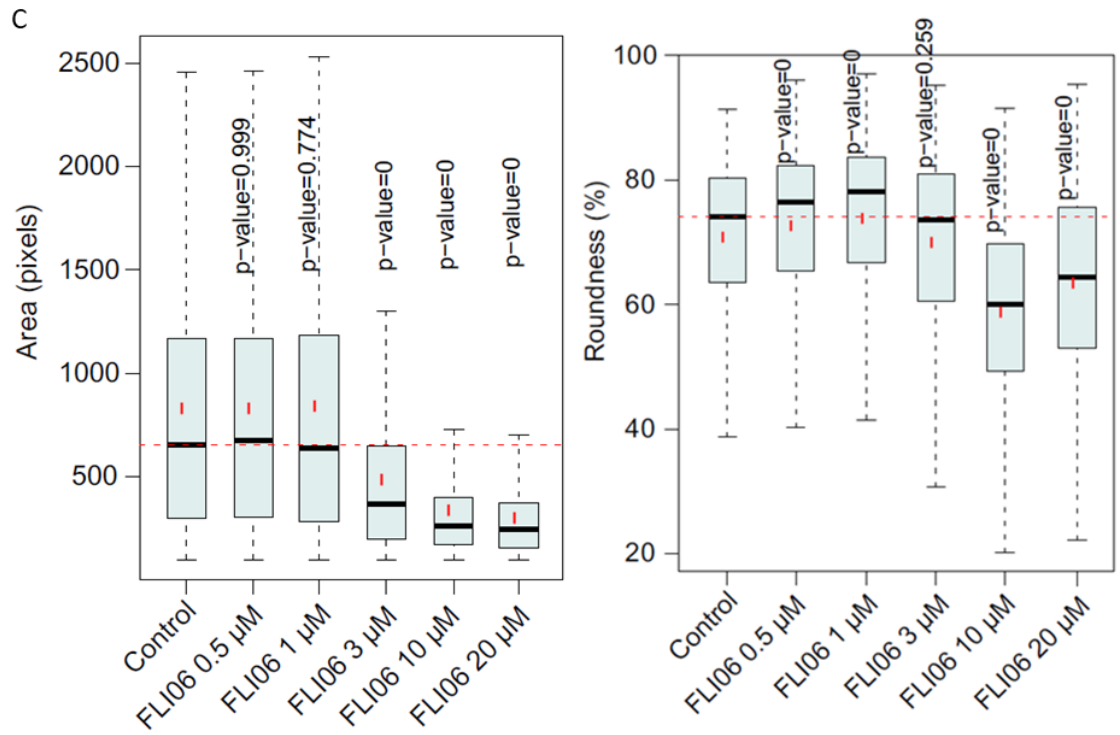 C
Area (pixels)
2500
2000
1500
1000
500
p-value=0.999
p-value=0.774
p-value=0
p-value=0
p-value=0
Control
FLI06 0.5 μM
FLI06 1 μM
FLI06 3 μM
FLI06 10 μM
FLI06 20 μM
Roundness (%)
100
80
60
40
20
p-value=0
p-value=0
p-value=0.259
p-value=0
p-value=0
Control
FLI06 0.5 μM
FLI06 1 μM
FLI06 3 μM
FLI06 10 μM
FLI06 20 μM